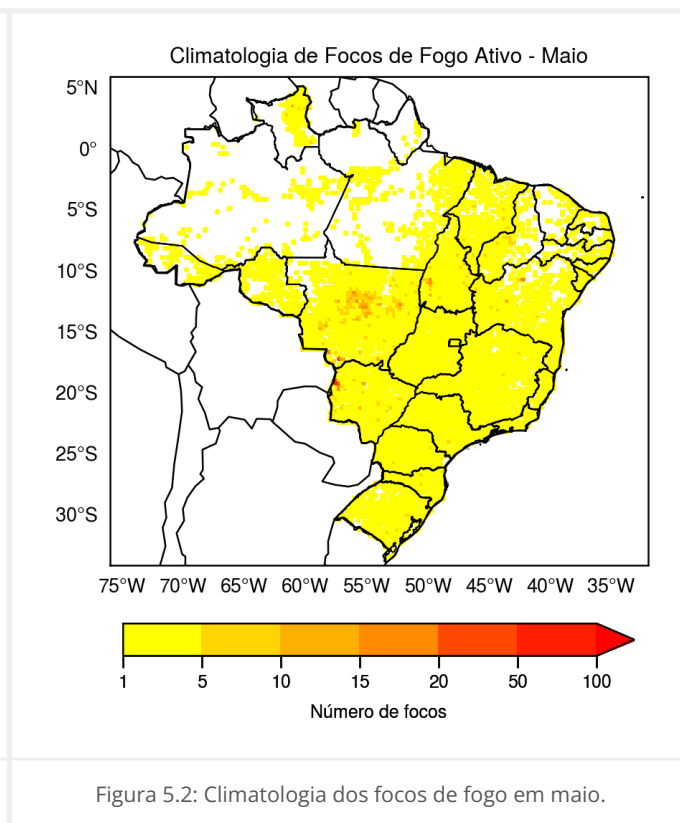 Climatologia de Focos de Fogo Ativo - Maio
5°N
0°
5°S
10°S
15°S
20°S
25°S
30°S
75°W 70°W 65°W 60°W 55°W 50°W 45°W 40°W 35°W
1 5 10 15 20 50 100
Número de focos
Figura 5.2: Climatologia dos focos de fogo em maio.